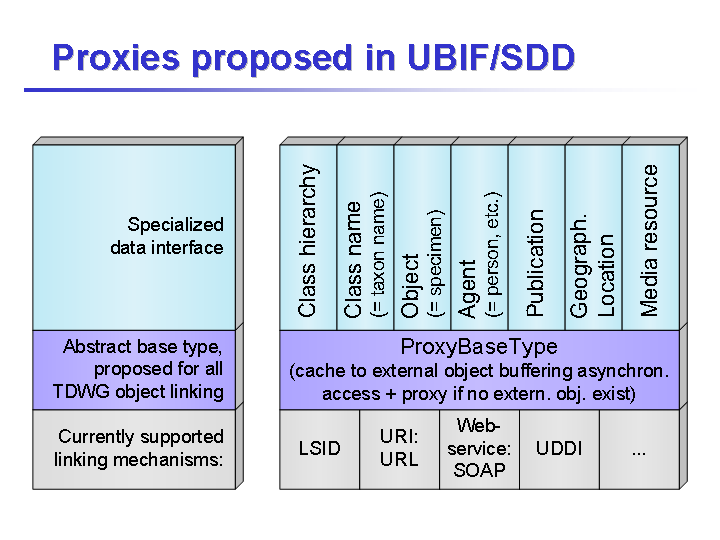 Proxies proposed in UBIF/SDD
Specialized
data interface
Class hierarchy
Class name
(= taxon name)
Object
(= specimen)
Agent
(= person, etc.)
Publication
Geograph.
Location
Media resource
Abstract base type,
proposed for all
TDWG object linking
ProxyBaseType
(cache to external object buffering asynchron.
access + proxy if no extern. obj. exist)
Currently supported
linking mechanisms:
LSID
URI:
URL
Web-
service:
SOAP
UDDI
...